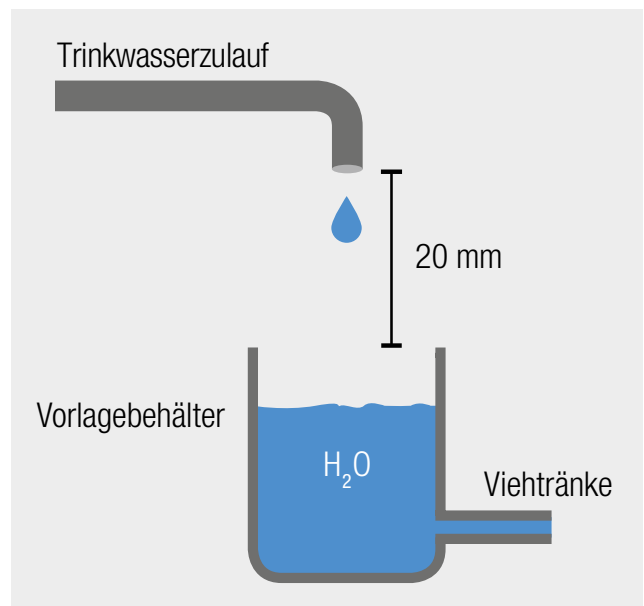 Trinkwasserzulauf
20 mm
Vorlagebehälter
H₂O
Viehtränke